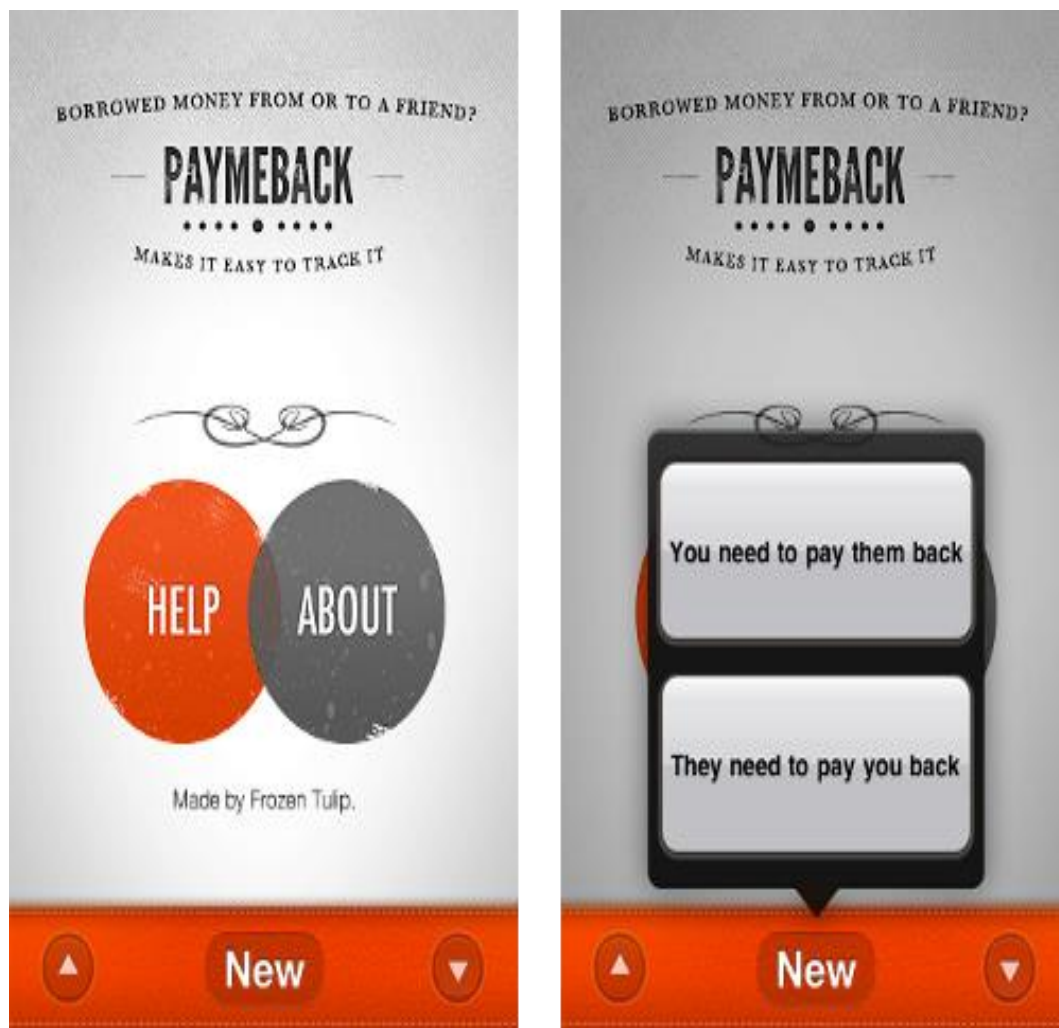 BORROWED MONEY FROM OR TO A FRIEND?
PAYMEBACK
MAKES IT EASY TO TRACK IT
HELP
ABOUT
Made by Frozen Tulip.
New
BORROWED MONEY FROM OR TO A FRIEND?
PAYMEBACK
MAKES IT EASY TO TRACK IT
You need to pay them back
They need to pay you back
New